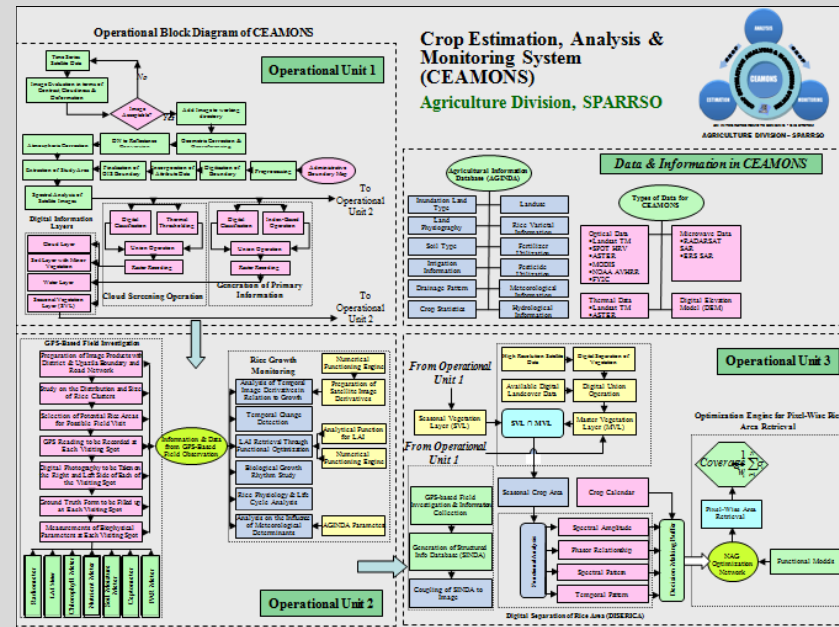 Operational Block Diagram of CEAMONS
Operational Unit 1
Time Series
Satellite Data
No
Image Evaluation in terms of
Contrast, Cloudiness &
Deformation
Image
Acceptable?
Yes
Add Image to working
directory
Atmosphere Correction
DN to Reflectance
Geometric Correction &
Extraction of Study Area
Production of
GIS Boundary
Incorporation of
Attribute Data
Digitization of
Boundary
Preprocessing
Administrative
Boundary Map
Spectral Analysis of
Satellite Images
To
Operational
Unit 2
Digital Information
Layers
Cloud Layer
Soil Layer with Minor
Vegetation
Water Layer
Seasonal Vegetation
Layer (SVL)
Digital
Classification
Thermal
Thresholding
Union Operation
Raster Recoding
Cloud Screening Operation
Digital
Classification
Index-Based
Operation
Union Operation
Raster Recoding
Generation of Primary
Information
To
Operational
Unit 2
Crop Estimation, Analysis &
Monitoring System
(CEAMONS)
Agriculture Division, SPARRSO
ANALYSIS
CEAMONS
ESTIMATION
MONITORING
AGRICULTURE DIVISION- SPARRSO
Data & Information in CEAMONS
Agricultural Information
Database (AGINDA)
Inundation Land
Type
Land
Physiography
Soil Type
Irrigation
Information
Drainage Pattern
Crop Statistics
Landuse
Rice Varietal
Information
Fertilizer
Utilization
Pesticide
Utilization
Meteorological
Information
Hydrological
Information
Types of Data for
CEAMONS
Optical Data
•Landsat TM
•SPOT HRV
•ASTER
•MODIS
•NOAA AVHRR
•FY2C
Microwave Data
•RADARSAT
SAR
•ERS SAR
Thermal Data
•Landsat TM
•ASTER
Digital Elevation
Model (DEM)
GPS-Based Field Investigation
Preparation of Image Products with
District & Upazila Boundary and
Road Network
Study on the Distribution and Size
of Rice Clusters
Selection of Potential Rice Areas
for Possible Field Visit
GPS Reading to be Recorded at
Each Visiting Spot
Digital Photography to be Taken on
the Right and Left Side of Each of
the Visiting Spot
Ground Truth Form to be Filled up
at Each Visiting Spot
Measurements of Biophysical
Parameters at Each Visiting Spot
Radiometer
LAI Meter
Chlorophyll Meter
Nutrient Meter
Soil Moisture
Meter
Ceptometer
PAR Meter
Information & Data
from GPS-Based
Field Observation
Rice Growth
Monitoring
Analysis of Temporal
Image Derivatives in
Relation to Growth
Temporal Change
Detection
LAI Retrieval Through
Functional Optimization
Biological Growth
Rhythm Study
Rice Physiology & Life
Cycle Analysis
Analysis on the Influence
of Meteorological
Determinants
Numerical
Functioning Engine
Preparation of
Satellite Image
Derivatives
Analytical Function
for LAI
Numerical
Functioning Engine
AGINDA Parameter
Operational Unit 2
Operational Unit 3
From Operational
Unit 1
High Resolution Satellite
Data
Digital Separation of
Vegetation
Available Digital
Landcover Data
Digital Union
Operation
Seasonal Vegetation
Layer (SVL)
SVL ∩ MVL
Master Vegetation
Layer (MVL)
From Operational
Unit 1
GPS-based Field
Investigation & Information
Collection
Generation of Structured
Info Database (SINDA)
Coupling of SINDA to
Image
Seasonal Crop Area
Crop Calendar
Functional Analysis
Spectral Amplitude
Phase Relationship
Spectral Pattern
Temporal Pattern
Decision Making Buffer
Digital Separation of Rice Area (DISERICA)
Optimization Engine for Pixel-Wise Rice
Area Retrieval
Coverage
Pixel-Wise Area
Retrieval
NAG
Optimization
Network
Functional Models